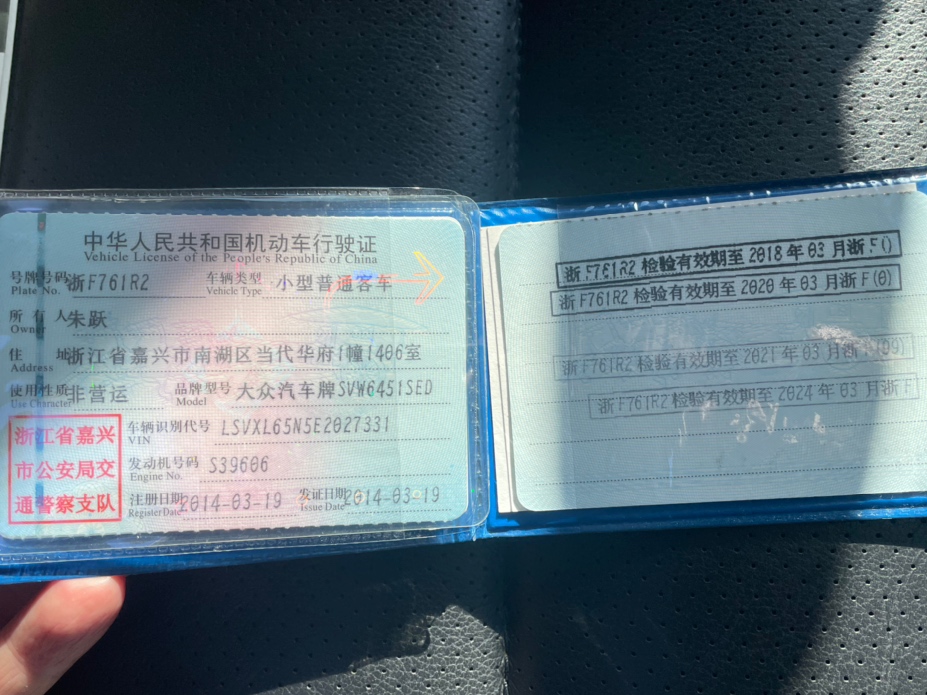 中华人民共和国机动车行驶证
Vehicle License of the People's Republic of China
号牌号码 浙F761R2 车辆类型 小型普通客车
Plate No. Vehicle Type
所有人 朱跃
Owner
住址 浙江省嘉兴市南湖区当代华府1幢1406室
Address
使用性质 非营运 品牌型号 大众汽车牌SVW6451SED
Use Character Model
浙江省嘉兴
市公安局交
通警察支队
车辆识别代号 LSVXL65N5E2027331
VIN
发动机号码 S39606
Engine No.
注册日期 2014-03-19 发证日期 2014-03-19
Register Date Issue Date
浙F761R2 检验有效期至 2018 年 03 月浙F()
浙F761R2 检验有效期至 2020 年 03 月浙F(0)
浙F761R2 检验有效期至 2021 年 03 月浙
浙F761R2 检验有效期至 2024 年 03 月浙F